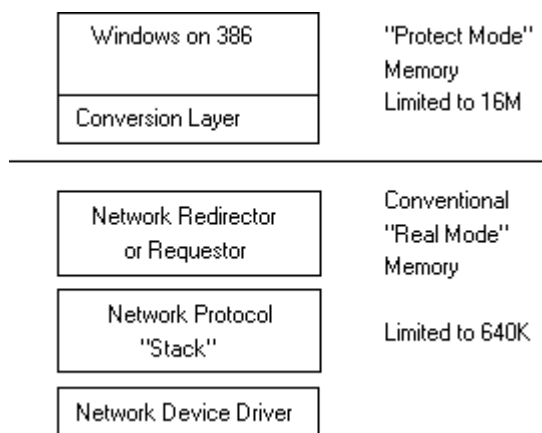 Windows on 386
Conversion Layer
"Protect Mode"
Memory
Limited to 16M
Network Redirector
or Requestor
Network Protocol
"Stack"
Network Device Driver
Conventional
"Real Mode"
Memory
Limited to 640K